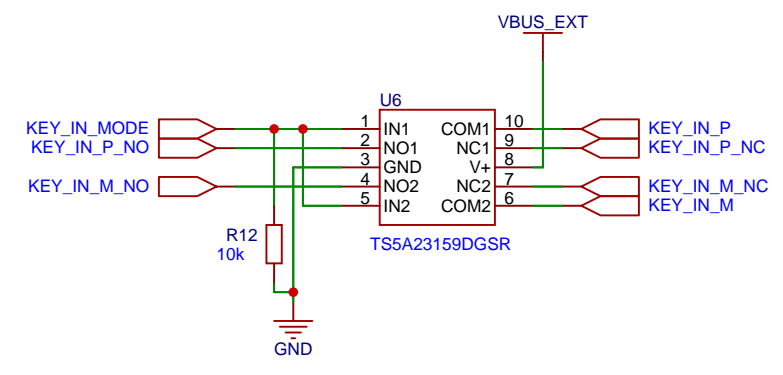 VBUS_EXT
U6
KEY_IN_MODE 1 IN1 COM1 10 KEY_IN_P
KEY_IN_P_NO 2 NO1 NC1 9 KEY_IN_P_NC
3 GND V+ 8
KEY_IN_M_NO 4 NO2 NC2 7 KEY_IN_M_NC
5 IN2 COM2 6 KEY_IN_M
R12
10k
TS5A23159DGSR
GND